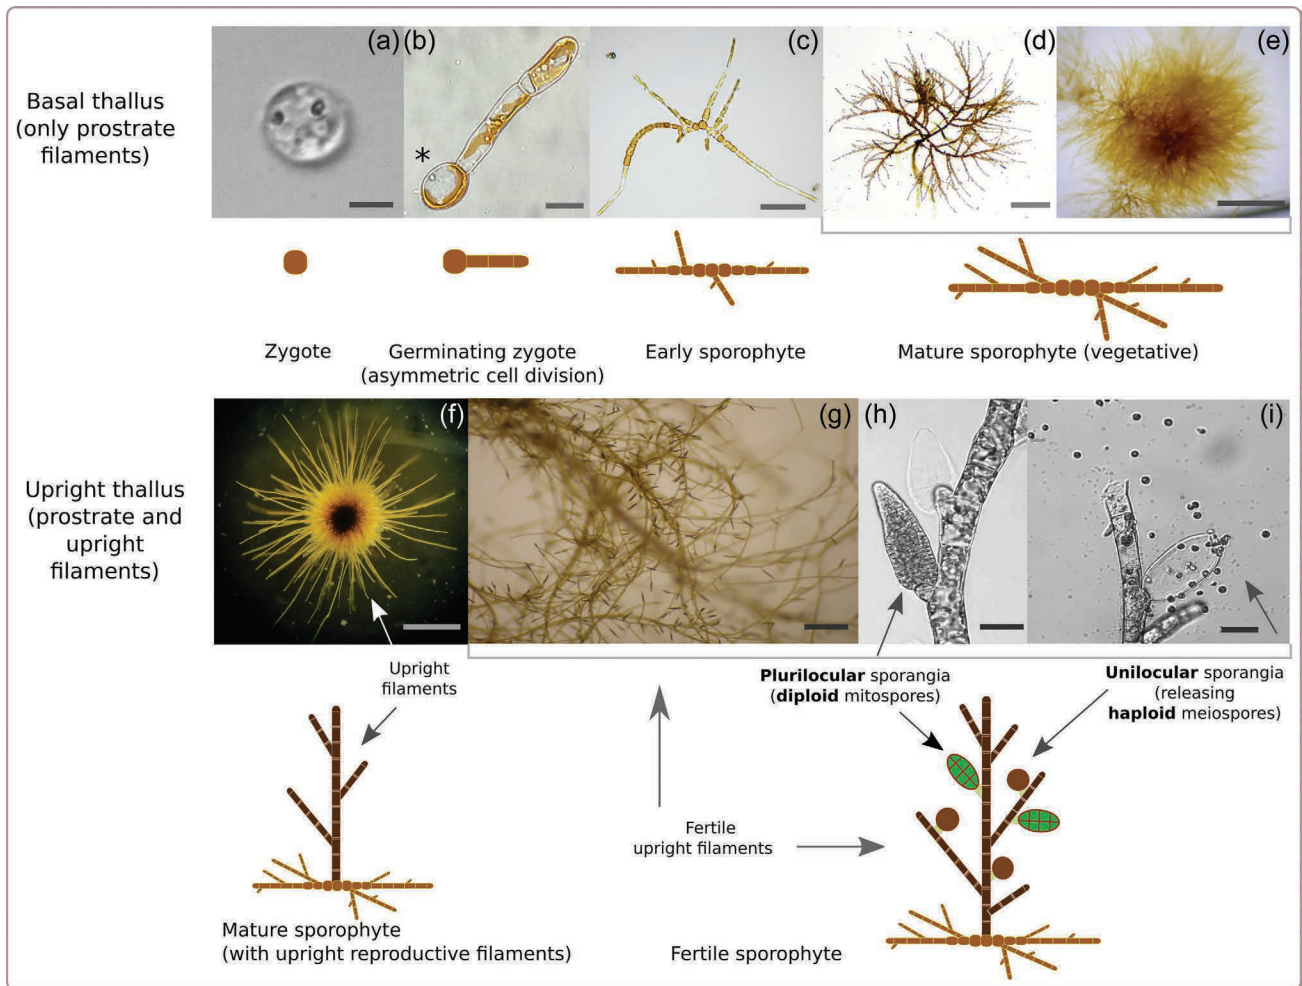 Basal thallus
(only prostrate
filaments)
(a)
(b)
*
(c)
(d)
(e)
Zygote
Germinating zygote
(asymmetric cell division)
Early sporophyte
Mature sporophyte (vegetative)
Upright thallus
(prostrate and
upright
filaments)
(f)
(g)
(h)
(i)
Upright
filaments
Plurilocular sporangia
(diploid mitospores)
Unilocular sporangia
(releasing
haploid meiospores)
Fertile
upright filaments
Mature sporophyte
(with upright reproductive filaments)
Fertile sporophyte